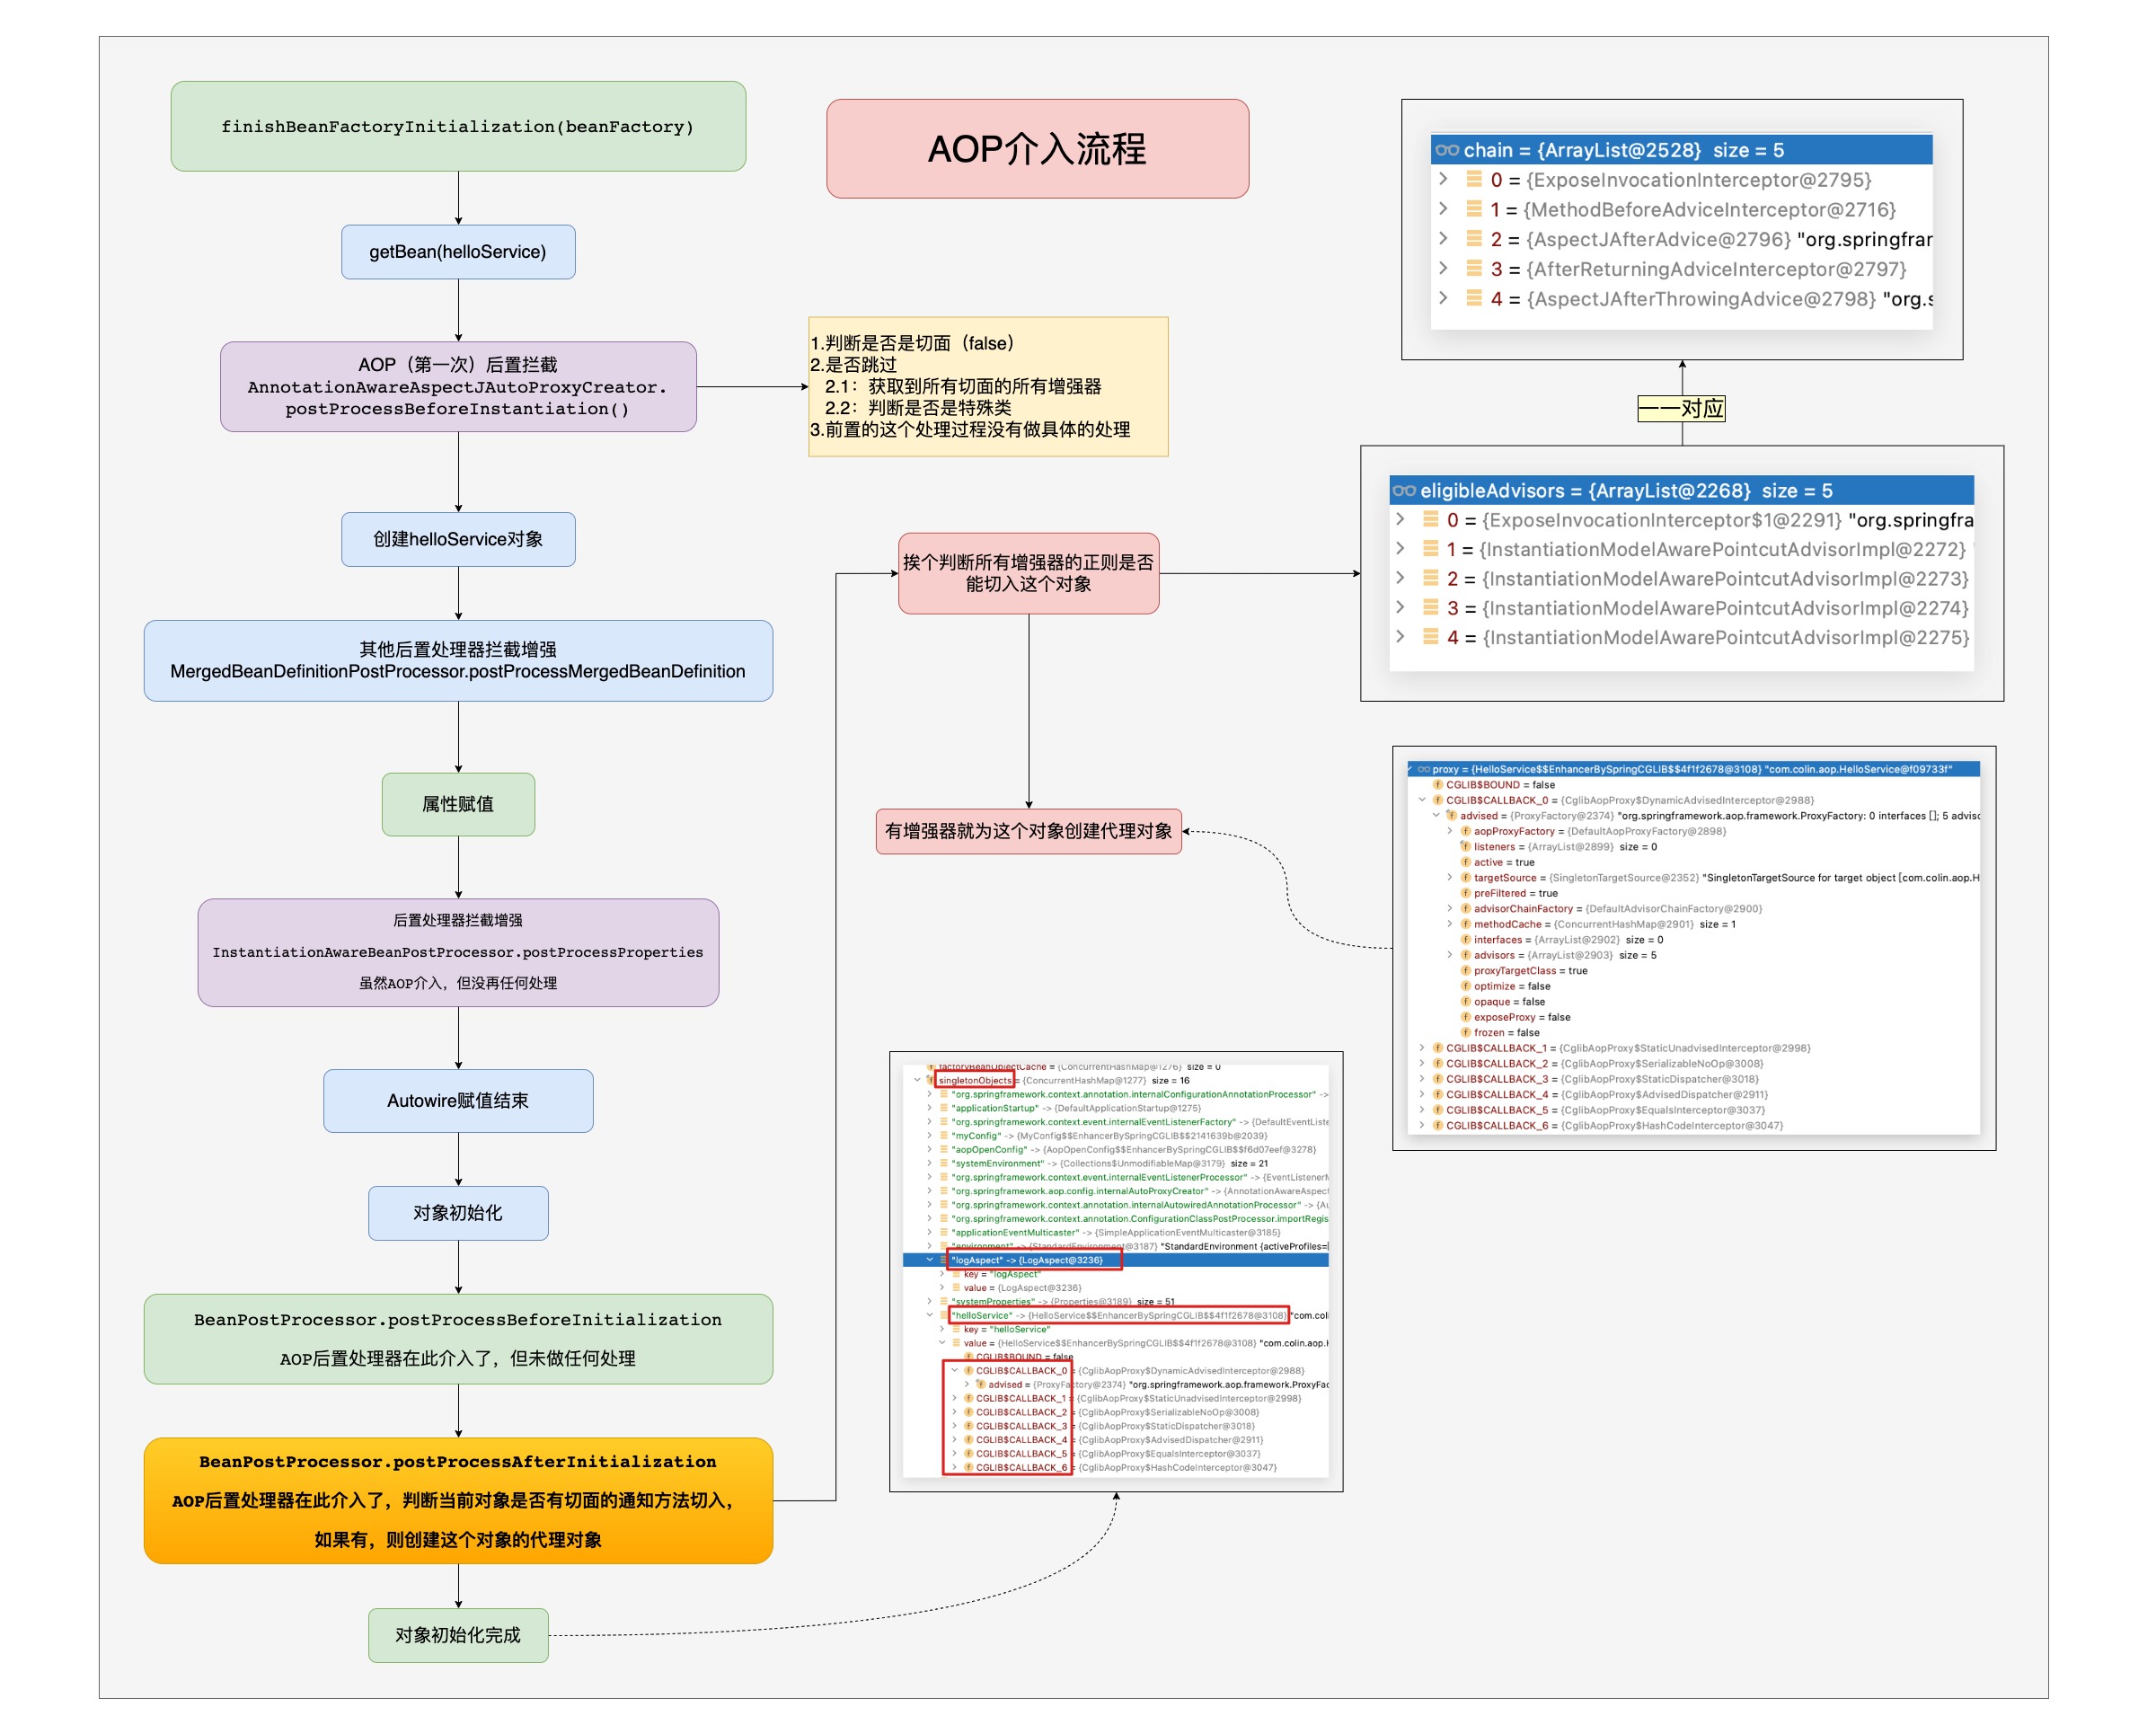 finishBeanFactoryInitialization(beanFactory)
getBean(helloService)
AOP（第一次）后置拦截
AnnotationAwareAspectJAutoProxyCreator.
postProcessBeforeInstantiation()
创建helloService对象
其他后置处理器拦截增强
MergedBeanDefinitionPostProcessor.postProcessMergedBeanDefinition
属性赋值
后置处理器拦截增强
InstantiationAwareBeanPostProcessor.postProcessProperties
虽然AOP介入，但没再任何处理
Autowire赋值结束
对象初始化
BeanPostProcessor.postProcessBeforeInitialization
AOP后置处理器在此介入了，但未做任何处理
BeanPostProcessor.postProcessAfterInitialization
AOP后置处理器在此介入了，判断当前对象是否有切面的通知方法切入，
如果有，则创建这个对象的代理对象
对象初始化完成
AOP介入流程
1.判断是否是切面（false）
2.是否跳过
2.1：获取到所有切面的所有增强器
2.2：判断是否是特殊类
3.前置的这个处理过程没有做具体的处理
挨个判断所有增强器的正则是否
能切入这个对象
有增强器就为这个对象创建代理对象
chain = {ArrayList@2528} size = 5
0 = {ExposeInvocationInterceptor@2795}
1 = {MethodBeforeAdviceInterceptor@2716}
2 = {AspectJAfterAdvice@2796} "org.springfran
3 = {AfterReturningAdviceInterceptor@2797}
4 = {AspectJAfterThrowingAdvice@2798} "org.s
一一对应
eligibleAdvisors = {ArrayList@2268} size = 5
0 = {ExposeInvocationInterceptor$1@2291} "org.springfra
1 = {InstantiationModelAwarePointcutAdvisorImpl@2272}
2 = {InstantiationModelAwarePointcutAdvisorImpl@2273}
3 = {InstantiationModelAwarePointcutAdvisorImpl@2274}
4 = {InstantiationModelAwarePointcutAdvisorImpl@2275}
proxy = {HelloService$$EnhancerBySpringCGLIB$$4f1f2678@3108} "com.colin.aop.HelloService@f09733f"
CGLIB$BOUND = false
CGLIB$CALLBACK_0 = {CglibAopProxy$DynamicAdvisedInterceptor@2988}
advised = {ProxyFactory@2374} "org.springframework.aop.framework.ProxyFactory: 0 interfaces []; 5 adviso
aopProxyFactory = {DefaultAopProxyFactory@2898}
listeners = {ArrayList@2899} size = 0
active = true
targetSource = {SingletonTargetSource@2352} "SingletonTargetSource for target object [com.colin.aop.H
preFiltered = true
advisorChainFactory = {DefaultAdvisorChainFactory@2900}
methodCache = {ConcurrentHashMap@2901} size = 1
interfaces = {ArrayList@2902} size = 0
advisors = {ArrayList@2903} size = 5
proxyTargetClass = true
optimize = false
opaque = false
exposeProxy = false
frozen = false
CGLIB$CALLBACK_1 = {CglibAopProxy$StaticUnadvisedInterceptor@2998}
CGLIB$CALLBACK_2 = {CglibAopProxy$SerializableNoOp@3008}
CGLIB$CALLBACK_3 = {CglibAopProxy$StaticDispatcher@3018}
CGLIB$CALLBACK_4 = {CglibAopProxy$AdvisedDispatcher@2911}
CGLIB$CALLBACK_5 = {CglibAopProxy$EqualsInterceptor@3037}
CGLIB$CALLBACK_6 = {CglibAopProxy$HashCodeInterceptor@3047}
factoryBeanObjectCache = {ConcurrentHashMap@1276} size = 0
singletonObjects = {ConcurrentHashMap@1277} size = 16
"org.springframework.context.annotation.internalConfigurationAnnotationProcessor" ->
"applicationStartup" -> {DefaultApplicationStartup@1275}
"org.springframework.context.event.internalEventListenerFactory" -> {DefaultEventListe
"myConfig" -> {MyConfig$$EnhancerBySpringCGLIB$$2141639b@2039}
"aopOpenConfig" -> {AopOpenConfig$$EnhancerBySpringCGLIB$$f6d07eef@3278}
"systemEnvironment" -> {Collections$UnmodifiableMap@3179} size = 21
"org.springframework.context.event.internalEventListenerProcessor" -> {EventListenerM
"org.springframework.aop.config.internalAutoProxyCreator" -> {AnnotationAwareAspect
"org.springframework.context.annotation.internalAutowiredAnnotationProcessor" -> {Au
"org.springframework.context.annotation.ConfigurationClassPostProcessor.importRegis
"applicationEventMulticaster" -> {SimpleApplicationEventMulticaster@3185}
"environment" -> {StandardEnvironment@3187} "StandardEnvironment {activeProfiles=[
"logAspect" -> {LogAspect@3236}
key = "logAspect"
value = {LogAspect@3236}
"systemProperties" -> {Properties@3189} size = 51
"helloService" -> {HelloService$$EnhancerBySpringCGLIB$$4f1f2678@3108} "com.coli
key = "helloService"
value = {HelloService$$EnhancerBySpringCGLIB$$4f1f2678@3108} "com.colin.aop.H
CGLIB$BOUND = false
CGLIB$CALLBACK_0 = {CglibAopProxy$DynamicAdvisedInterceptor@2988}
advised = {ProxyFactory@2374} "org.springframework.aop.framework.ProxyFac
CGLIB$CALLBACK_1 = {CglibAopProxy$StaticUnadvisedInterceptor@2998}
CGLIB$CALLBACK_2 = {CglibAopProxy$SerializableNoOp@3008}
CGLIB$CALLBACK_3 = {CglibAopProxy$StaticDispatcher@3018}
CGLIB$CALLBACK_4 = {CglibAopProxy$AdvisedDispatcher@2911}
CGLIB$CALLBACK_5 = {CglibAopProxy$EqualsInterceptor@3037}
CGLIB$CALLBACK_6 = {CglibAopProxy$HashCodeInterceptor@3047}